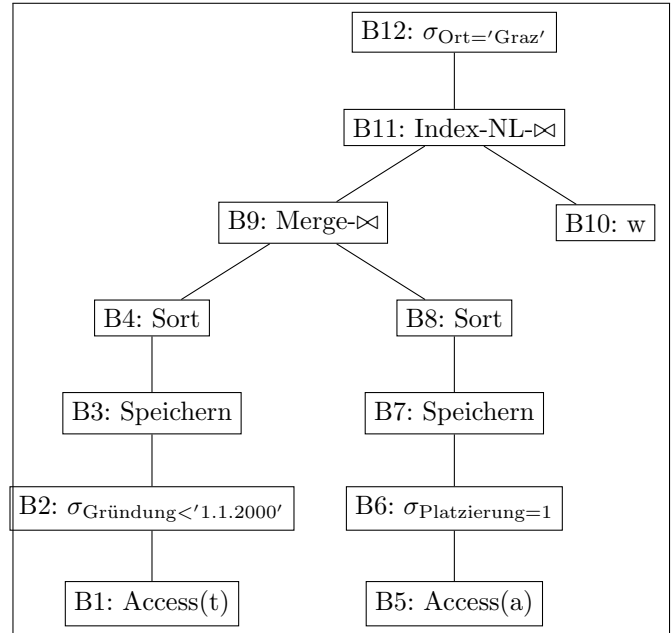 B12: σOrt='Graz'
B11: Index-NL-⋈
B9: Merge-⋈
B10: w
B4: Sort
B8: Sort
B3: Speichern
B7: Speichern
B2: σGründung<'1.1.2000'
B6: σPlatzierung=1
B1: Access(t)
B5: Access(a)